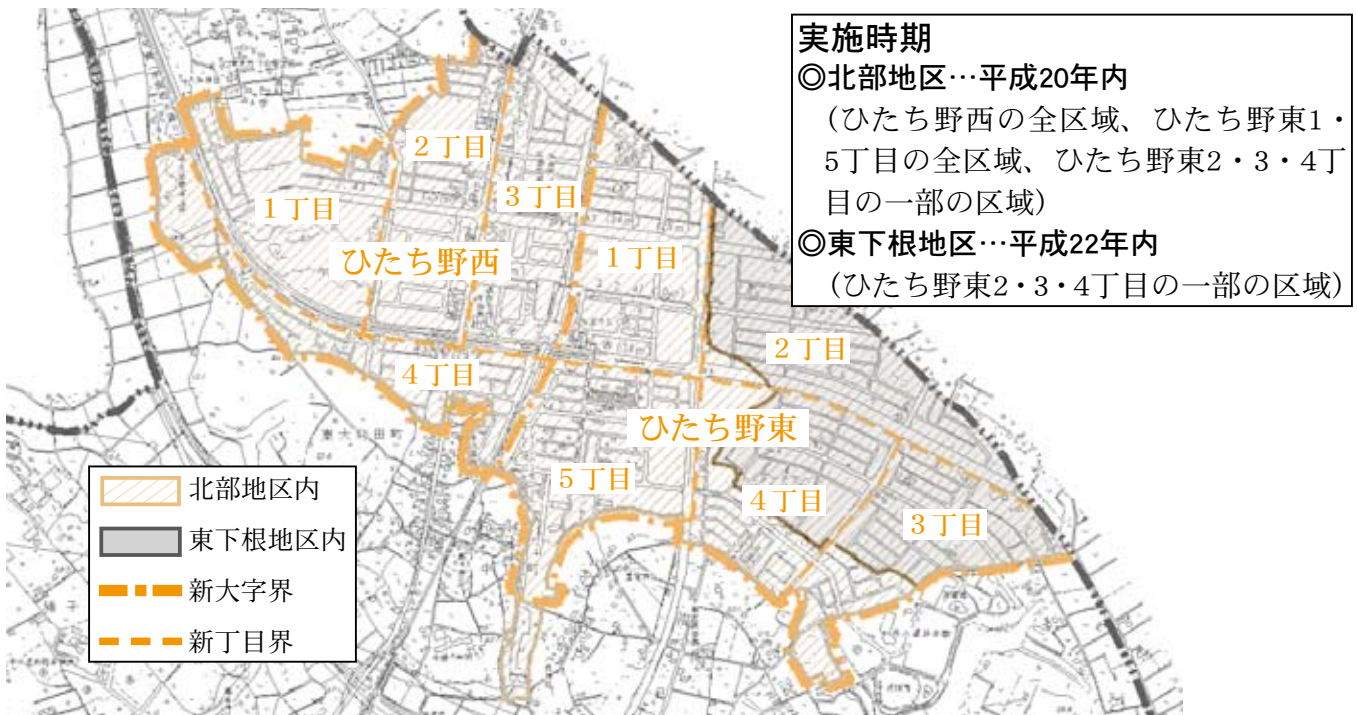 実施時期
◎北部地区…平成20年内
（ひたち野西の全区域、ひたち野東1・
5丁目の全区域、ひたち野東2・3・4丁
目の一部の区域）
◎東下根地区…平成22年内
（ひたち野東2・3・4丁目の一部の区域）
2丁目
3丁目
1丁目
ひたち野西
1丁目
2丁目
4丁目
ひたち野東
5丁目
4丁目
3丁目
北部地区内
東下根地区内
新大字界
新丁目界